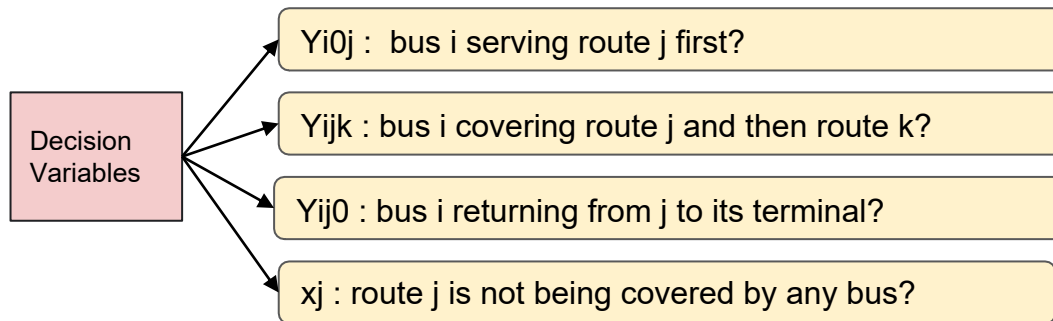 Decision
Variables
Yi0j : bus i serving route j first?
Yijk : bus i covering route j and then route k?
Yij0 : bus i returning from j to its terminal?
xj : route j is not being covered by any bus?